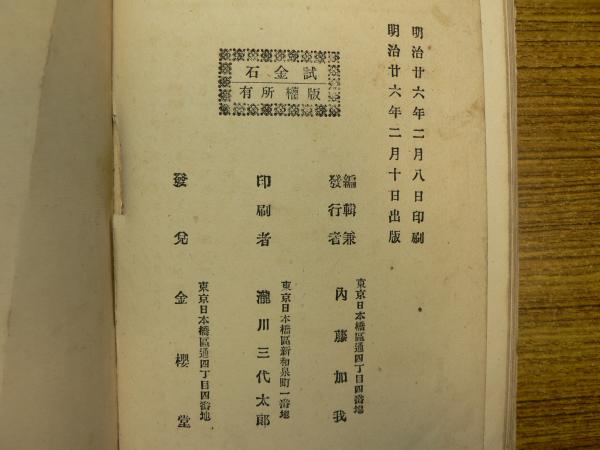 明治廿六年二月八日印刷
明治廿六年二月十日出版
試金石
版權所有
編輯兼
發行者
東京日本橋區通四丁目四番地
內藤加我
印刷者
東京日本橋區新和泉町一番地
瀧川三代太郎
發兌
東京日本橋區通四丁目四番地
金櫻堂